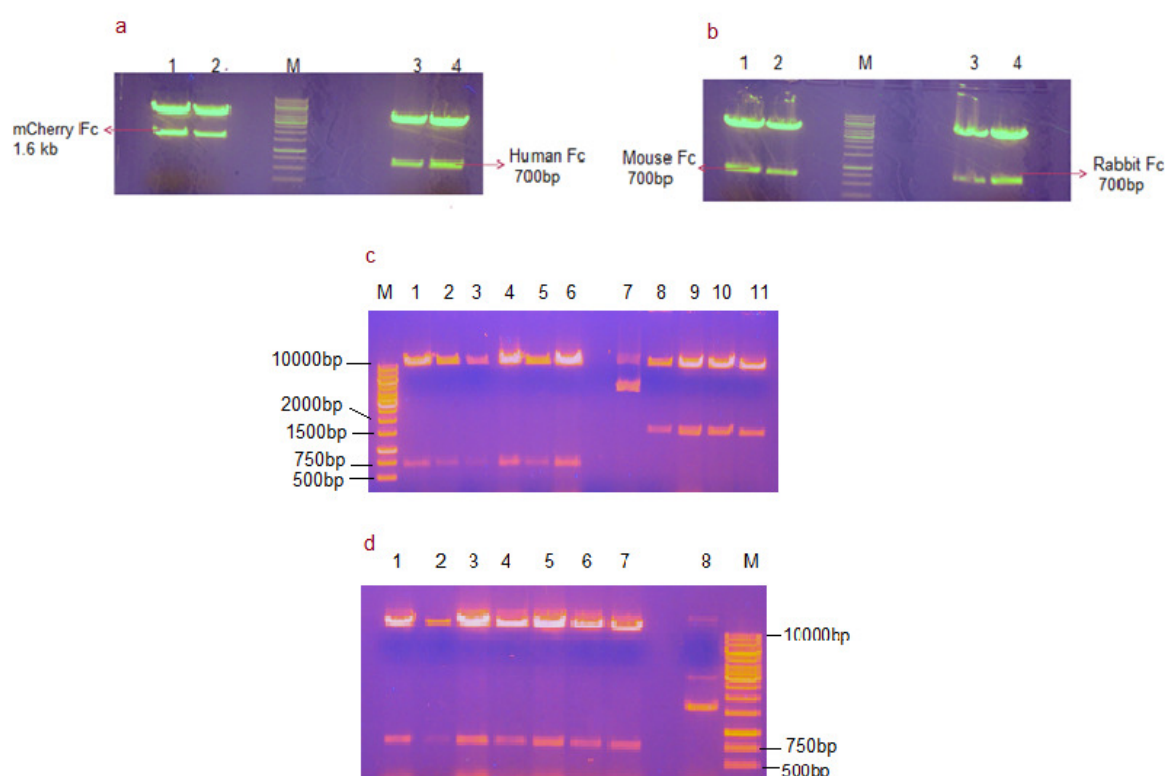 a
1 2 M 3 4
mCherry IFc
1.6 kb
Human Fc
700bp
b
1 2 M 3 4
Mouse Fc
700bp
Rabbit Fc
700bp
c
M 1 2 3 4 5 6 7 8 9 10 11
10000bp
2000bp
1500bp
750bp
500bp
d
1 2 3 4 5 6 7 8 M
10000bp
750bp
500bp